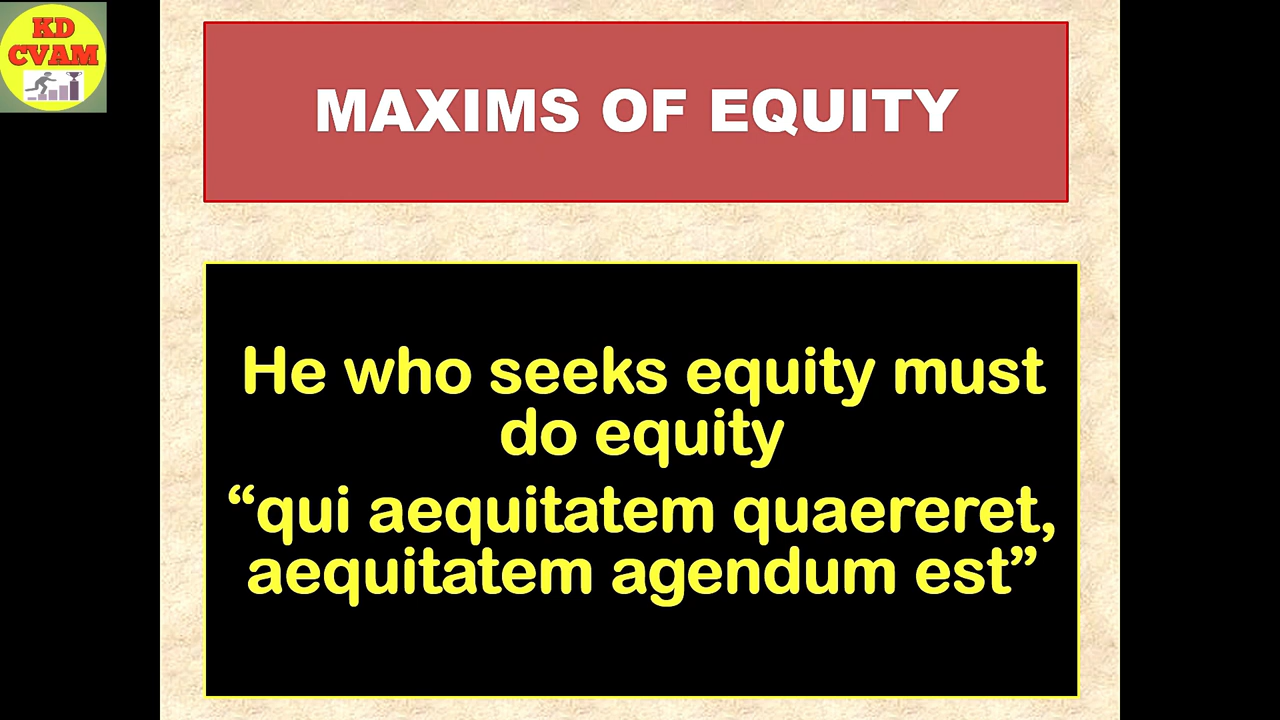 KD
CVAM
MAXIMS OF EQUITY
He who seeks equity must
do equity
“qui aequitatem quaereret,
aequitatem agendum est”